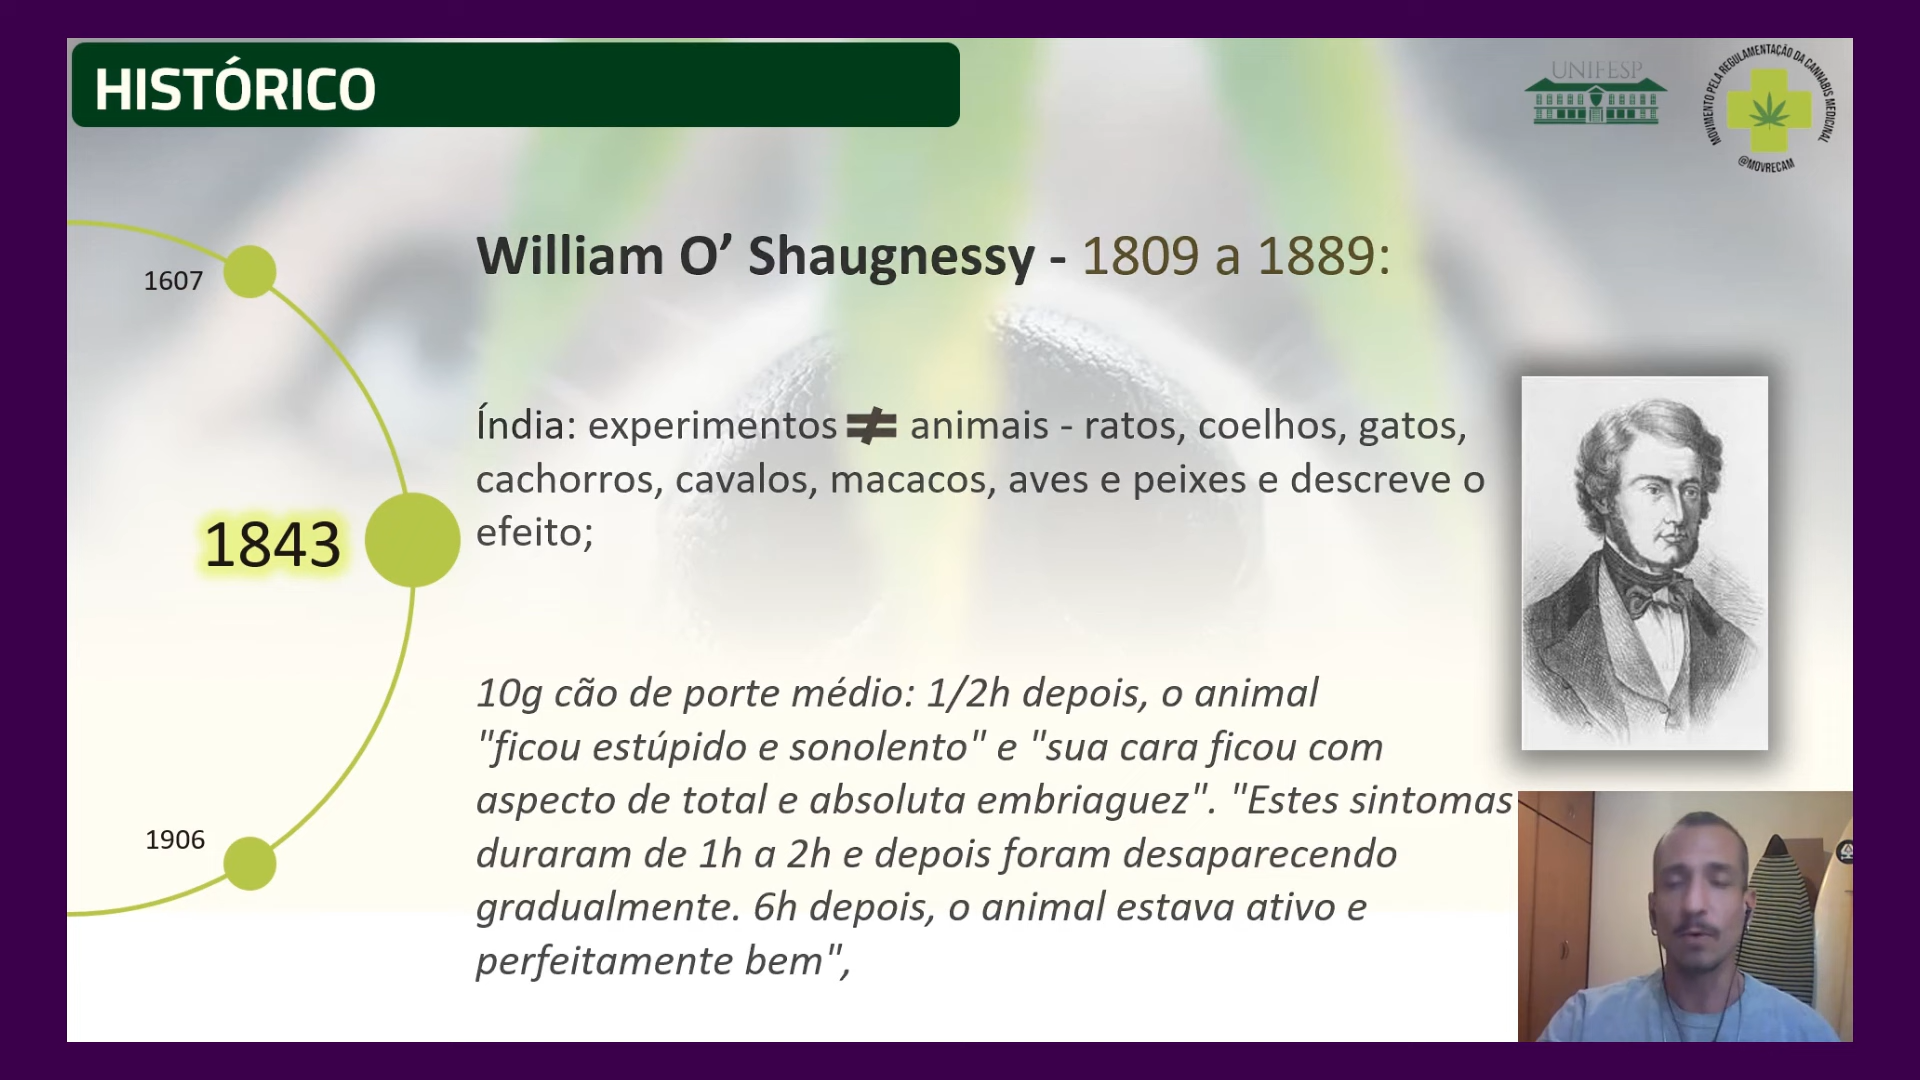 HISTÓRICO
UNIFESP
MOVIMENTO PELA REGULAMENTAÇÃO DA CANNABIS MEDICINAL
@MOVRECAM
William O’ Shaugnessy - 1809 a 1889:
1607
Índia: experimentos ≠ animais - ratos, coelhos, gatos,
cachorros, cavalos, macacos, aves e peixes e descreve o
efeito;
1843
10g cão de porte médio: 1/2h depois, o animal
"ficou estúpido e sonolento" e "sua cara ficou com
aspecto de total e absoluta embriaguez". "Estes sintomas
duraram de 1h a 2h e depois foram desaparecendo
gradualmente. 6h depois, o animal estava ativo e
perfeitamente bem",
1906